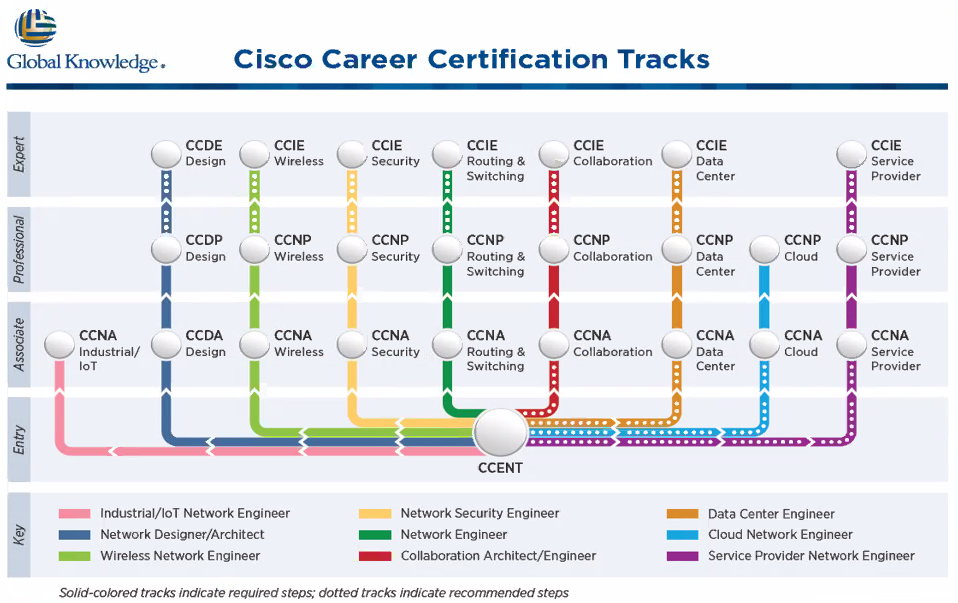 Global Knowledge.
Cisco Career Certification Tracks
Expert
CCDE
Design
CCIE
Wireless
CCIE
Security
CCIE
Routing &
Switching
CCIE
Collaboration
CCIE
Data
Center
CCIE
Service
Provider
Professional
CCDP
Design
CCNP
Wireless
CCNP
Security
CCNP
Routing &
Switching
CCNP
Collaboration
CCNP
Data
Center
CCNP
Cloud
CCNP
Service
Provider
Associate
CCNA
Industrial/
IoT
CCDA
Design
CCNA
Wireless
CCNA
Security
CCNA
Routing &
Switching
CCNA
Collaboration
CCNA
Data
Center
CCNA
Cloud
CCNA
Service
Provider
Entry
CCENT
Key
Industrial/IoT Network Engineer
Network Designer/Architect
Wireless Network Engineer
Network Security Engineer
Network Engineer
Collaboration Architect/Engineer
Data Center Engineer
Cloud Network Engineer
Service Provider Network Engineer
Solid-colored tracks indicate required steps; dotted tracks indicate recommended steps